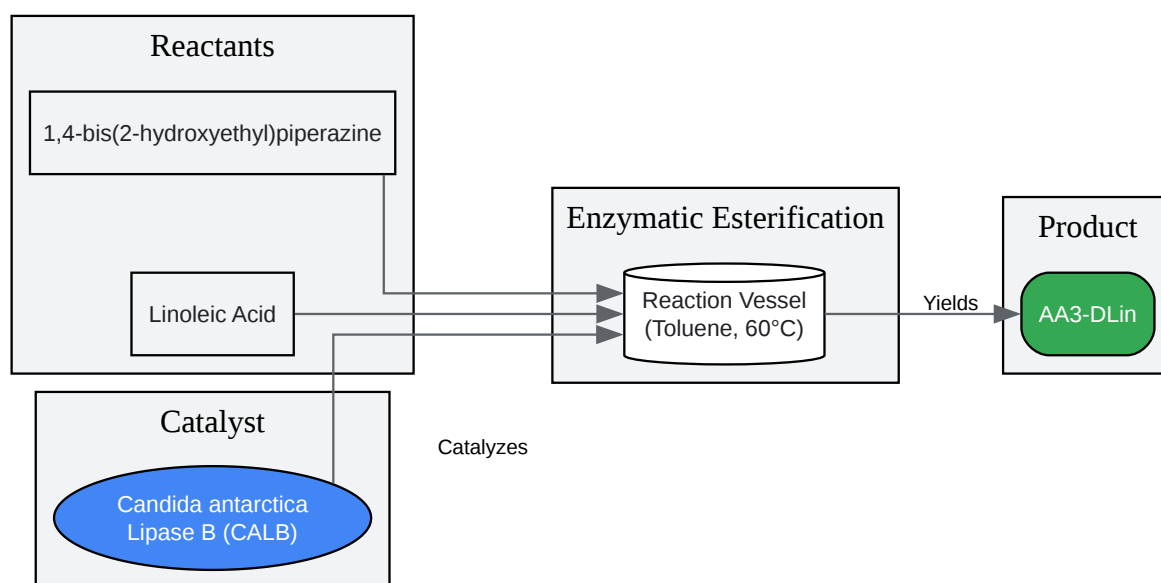 Reactants
1,4-bis(2-hydroxyethyl)piperazine
Linoleic Acid
Catalyst
Candida antarctica
Lipase B (CALB)
Catalyzes
Enzymatic Esterification
Reaction Vessel
(Toluene, 60°C)
Yields
Product
AA3-DLin